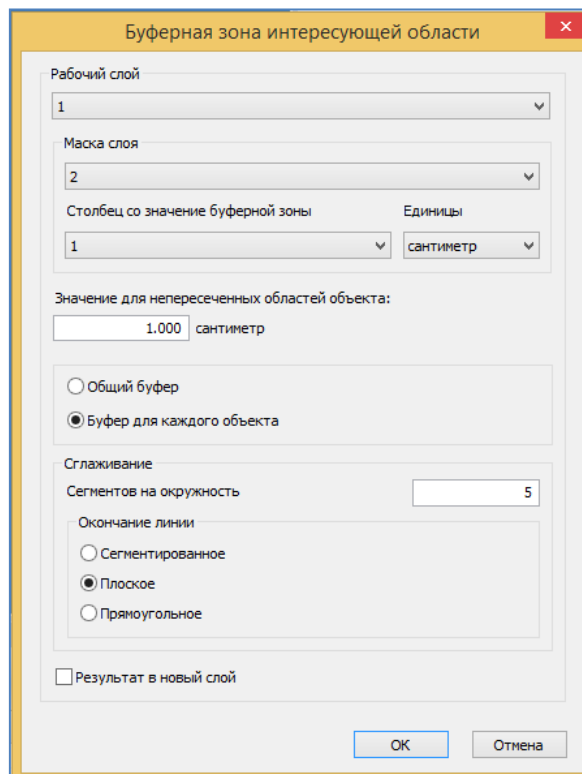 Буферная зона интересующей области
Рабочий слой
1
Маска слоя
2
Столбец со значение буферной зоны Единицы
1 сантиметр
Значение для непересеченных областей объекта:
1.000 сантиметр
Общий буфер
Буфер для каждого объекта
Сглаживание
Сегментов на окружность 5
Окончание линии
Сегментированное
Плоское
Прямоугольное
Результат в новый слой
ОК Отмена